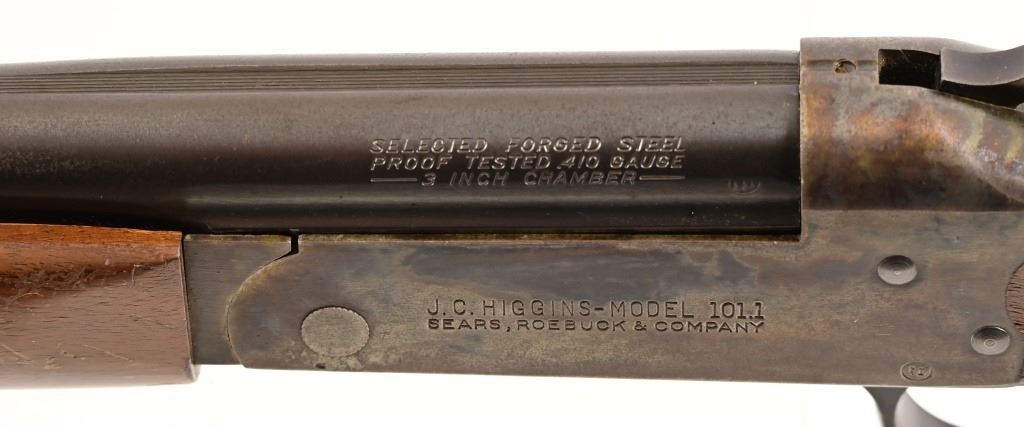 SELECTED FORGED STEEL
PROOF TESTED .410 GAUGE
3 INCH CHAMBER
J.C. HIGGINS-MODEL 101.1
SEARS, ROEBUCK & COMPANY